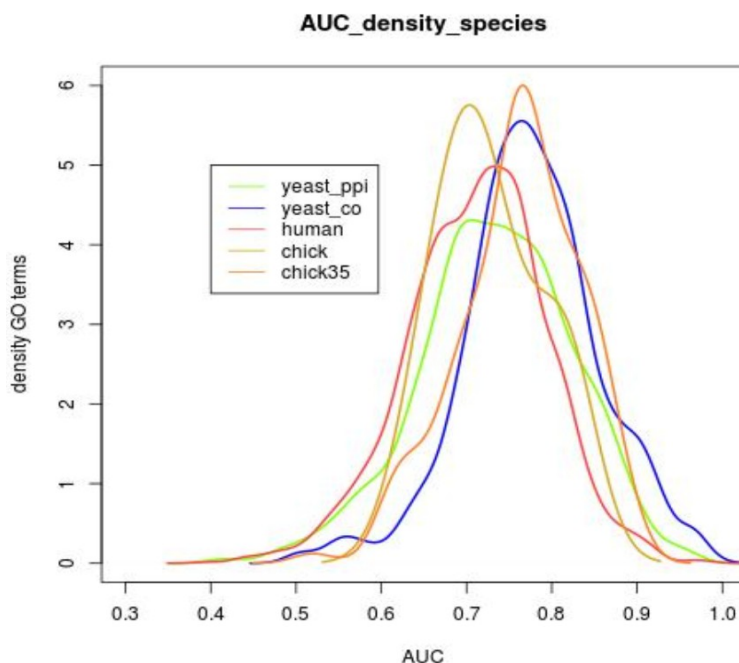 AUC_density_species
6
5
4
3
2
1
0
density GO terms
yeast_ppi
yeast_co
human
chick
chick35
0.3 0.4 0.5 0.6 0.7 0.8 0.9 1.0
AUC